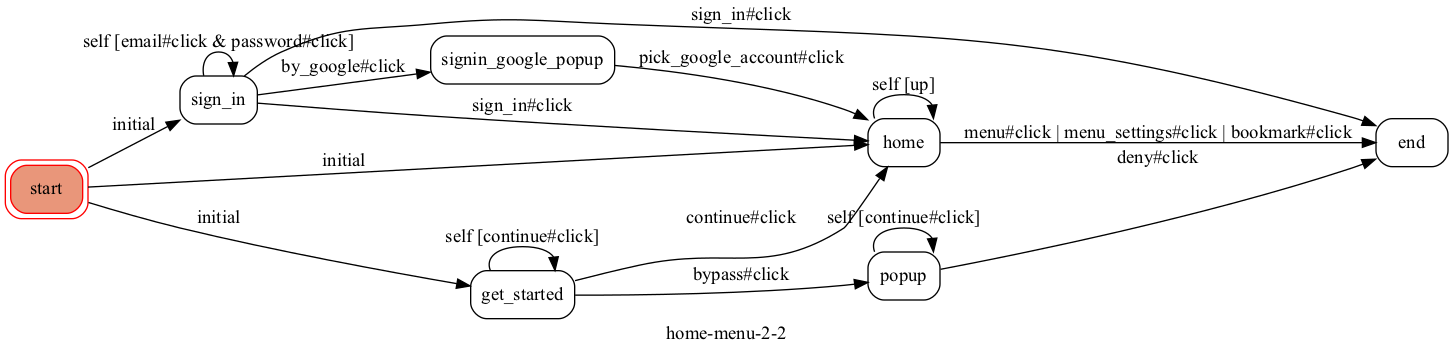 sign_in#click
self [email#click & password#click]
by_google#click
signin_google_popup
pick_google_account#click
sign_in
sign_in#click
self [up]
initial
home
menu#click | menu_settings#click | bookmark#click
end
initial
deny#click
start
initial
continue#click
self [continue#click]
self [continue#click]
bypass#click
popup
get_started
home-menu-2-2